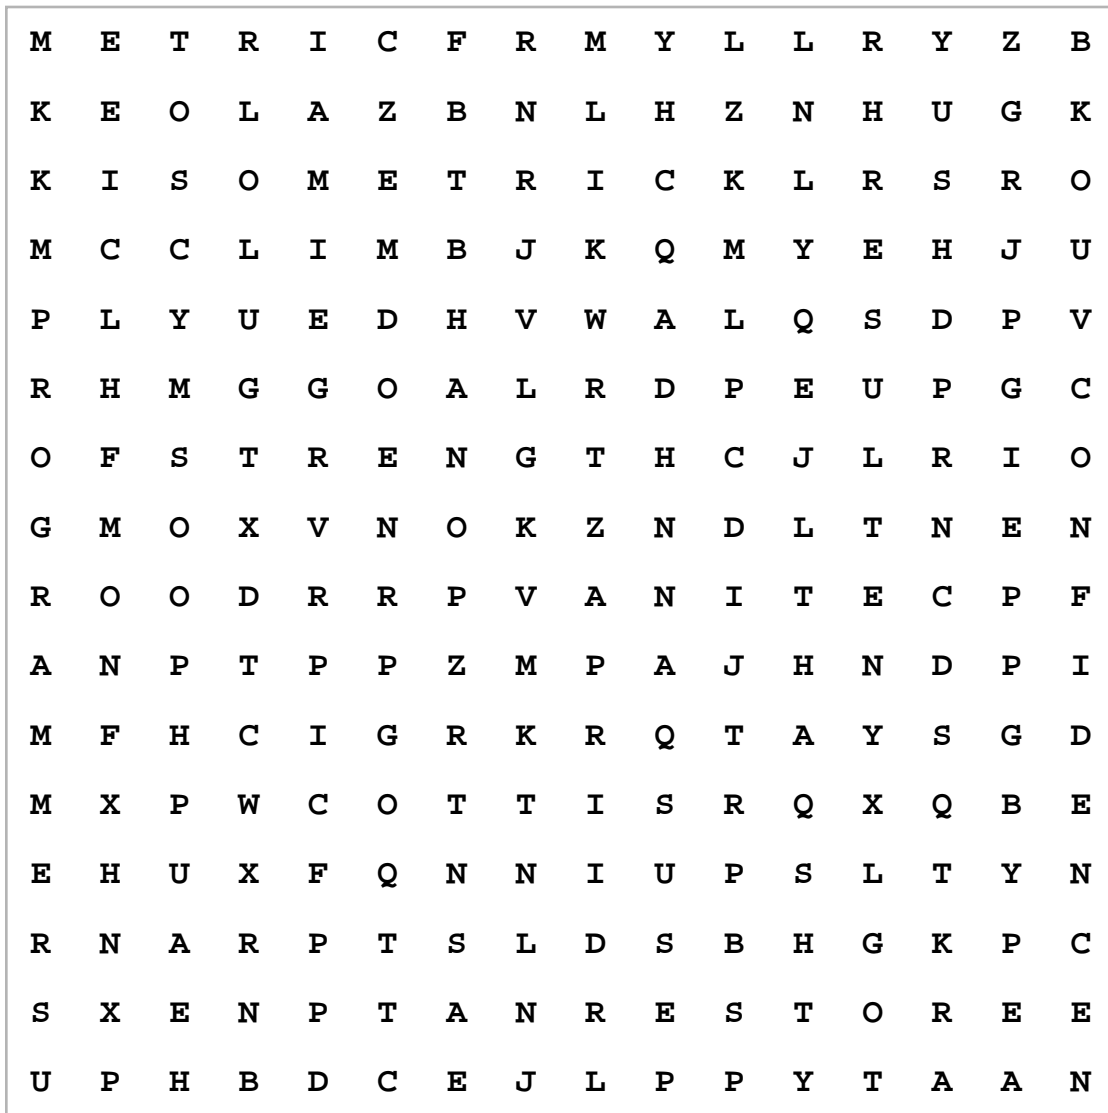 M E T R I C F R M Y L L R Y Z B
K E O L A Z B N L H Z N H U G K
K I S O M E T R I C K L R S R O
M C C L I M B J K Q M Y E H J U
P L Y U E D H V W A L Q S D P V
R H M G G O A L R D P E U P G C
O F S T R E N G T H C J L R I O
G M O X V N O K Z N D L T N E N
R O O D R R P V A N I T E C P F
A N P T P P Z M P A J H N D P I
M F H C I G R K R Q T A Y S G D
M X P W C O T T I S R Q X Q B E
E H U X F Q N N I U P S L T Y N
R N A R P T S L D S B H G K P C
S X E N P T A N R E S T O R E E
U P H B D C E J L P P Y T A A N